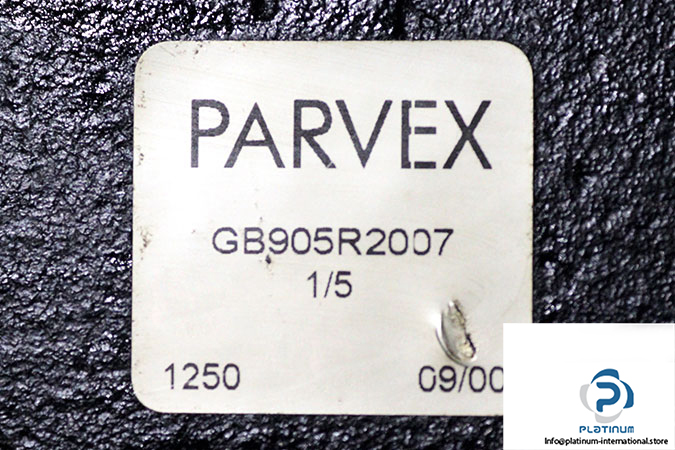 PARVEX
GB905R2007
1/5
1250
09/00
PLATINUM
Info@platinum-international.store